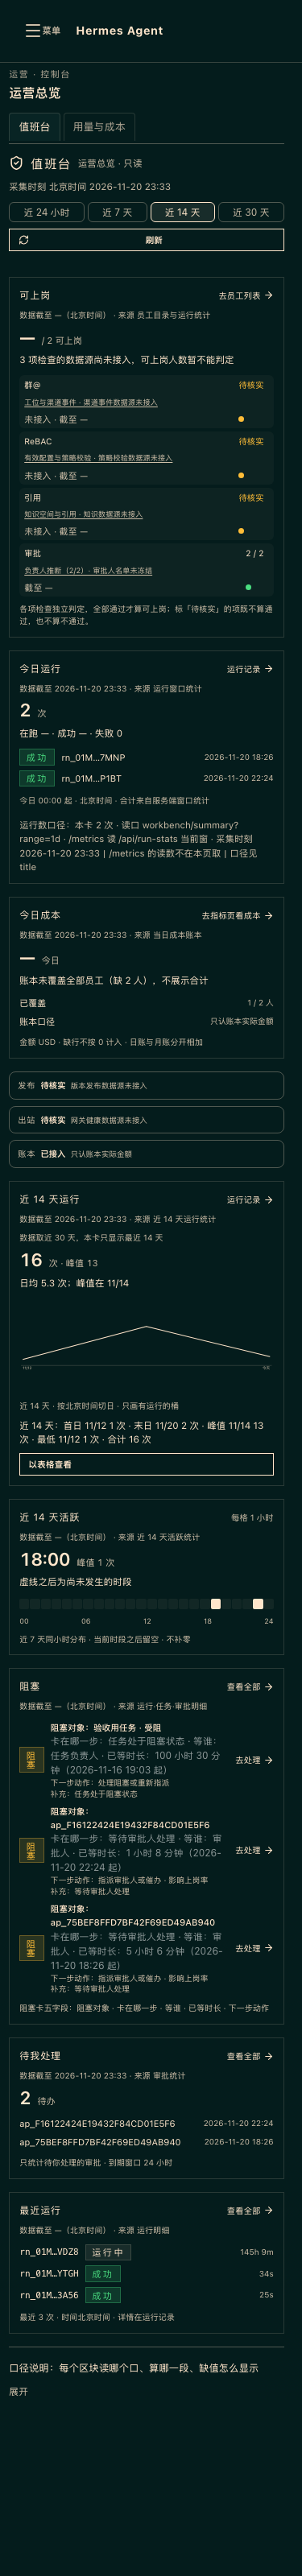 菜单 Hermes Agent
运营 · 控制台
运营总览
值班台 用量与成本
值班台 运营总览 · 只读
采集时刻 北京时间 2026-11-20 23:33
近 24 小时 近 7 天 近 14 天 近 30 天
刷新
可上岗 去员工列表 →
数据截至 —（北京时间） · 来源 员工目录与运行统计
— / 2 可上岗
3 项检查的数据源尚未接入，可上岗人数暂不能判定
群@ 待核实
工位与渠道事件 · 渠道事件数据源未接入
未接入 · 截至 —
ReBAC 待核实
有效配置与策略校验 · 策略校验数据源未接入
未接入 · 截至 —
引用 待核实
知识空间与引用 · 知识数据源未接入
未接入 · 截至 —
审批 2 / 2
负责人推断（2/2） · 审批人名单未冻结
截至 —
各项检查独立判定，全部通过才算可上岗；标「待核实」的项既不算通
过，也不算不通过。
今日运行 运行记录 →
数据截至 2026-11-20 23:33 · 来源 运行窗口统计
2 次
在跑 — · 成功 — · 失败 0
成功 rn_01M…7MNP 2026-11-20 18:26
成功 rn_01M…P1BT 2026-11-20 22:24
今日 00:00 起 · 北京时间 · 合计来自服务端窗口统计
运行数口径：本卡 2 次 · 读口 workbench/summary?
range=1d · /metrics 读 /api/run-stats 当前窗 · 采集时刻
2026-11-20 23:33 | /metrics 的读数不在本页取 | 口径见
title
今日成本 去指标页看成本 →
数据截至 2026-11-20 23:33 · 来源 当日成本账本
— 今日
账本未覆盖全部员工（缺 2 人），不展示合计
已覆盖 1 / 2 人
账本口径 只认账本实际金额
金额 USD · 缺行不按 0 计入 · 日账与月账分开相加
发布 待核实 版本发布数据源未接入
出站 待核实 网关健康数据源未接入
账本 已接入 只认账本实际金额
近 14 天运行 运行记录 →
数据截至 2026-11-20 23:33 · 来源 近 14 天运行统计
数据取近 30 天，本卡只显示最近 14 天
16 次 · 峰值 13
日均 5.3 次；峰值在 11/14
近 14 天 · 按北京时间切日 · 只画有运行的桶
近 14 天：首日 11/12 1 次 · 末日 11/20 2 次 · 峰值 11/14 13
次 · 最低 11/12 1 次 · 合计 16 次
以表格查看
近 14 天活跃 每格 1 小时
数据截至 —（北京时间） · 来源 近 14 天活跃统计
18:00 峰值 1 次
虚线之后为尚未发生的时段
00 06 12 18 24
近 7 天同小时分布 · 当前时段之后留空 · 不补零
阻塞 查看全部 →
数据截至 —（北京时间） · 来源 运行·任务·审批明细
阻塞对象：验收用任务 · 受阻
阻塞 卡在哪一步：任务处于阻塞状态 · 等谁：
任务负责人 · 已等时长：100 小时 30 分
钟（2026-11-16 19:03 起） 去处理 →
下一步动作：处理阻塞或重新指派
补充：任务处于阻塞状态
阻塞对象：
ap_F16122424E19432F84CD01E5F6
阻塞 卡在哪一步：等待审批人处理 · 等谁：审
批人 · 已等时长：1 小时 8 分钟（2026-
11-20 22:24 起） 去处理 →
下一步动作：指派审批人或催办 · 影响上岗率
补充：等待审批人处理
阻塞对象：
ap_75BEF8FFD7BF42F69ED49AB940
阻塞 卡在哪一步：等待审批人处理 · 等谁：审
批人 · 已等时长：5 小时 6 分钟（2026-
11-20 18:26 起） 去处理 →
下一步动作：指派审批人或催办 · 影响上岗率
补充：等待审批人处理
阻塞卡五字段：阻塞对象 · 卡在哪一步 · 等谁 · 已等时长 · 下一步动作
待我处理 查看全部 →
数据截至 2026-11-20 23:33 · 来源 审批统计
2 待办
ap_F16122424E19432F84CD01E5F6 2026-11-20 22:24
ap_75BEF8FFD7BF42F69ED49AB940 2026-11-20 18:26
只统计待你处理的审批 · 到期窗口 24 小时
最近运行 查看全部 →
数据截至 —（北京时间） · 来源 运行明细
rn_01M…VDZ8 运行中 145h 9m
rn_01M…YTGH 成功 34s
rn_01M…3A56 成功 25s
最近 3 次 · 时间北京时间 · 详情在运行记录
口径说明：每个区块读哪个口、算哪一段、缺值怎么显示
展开